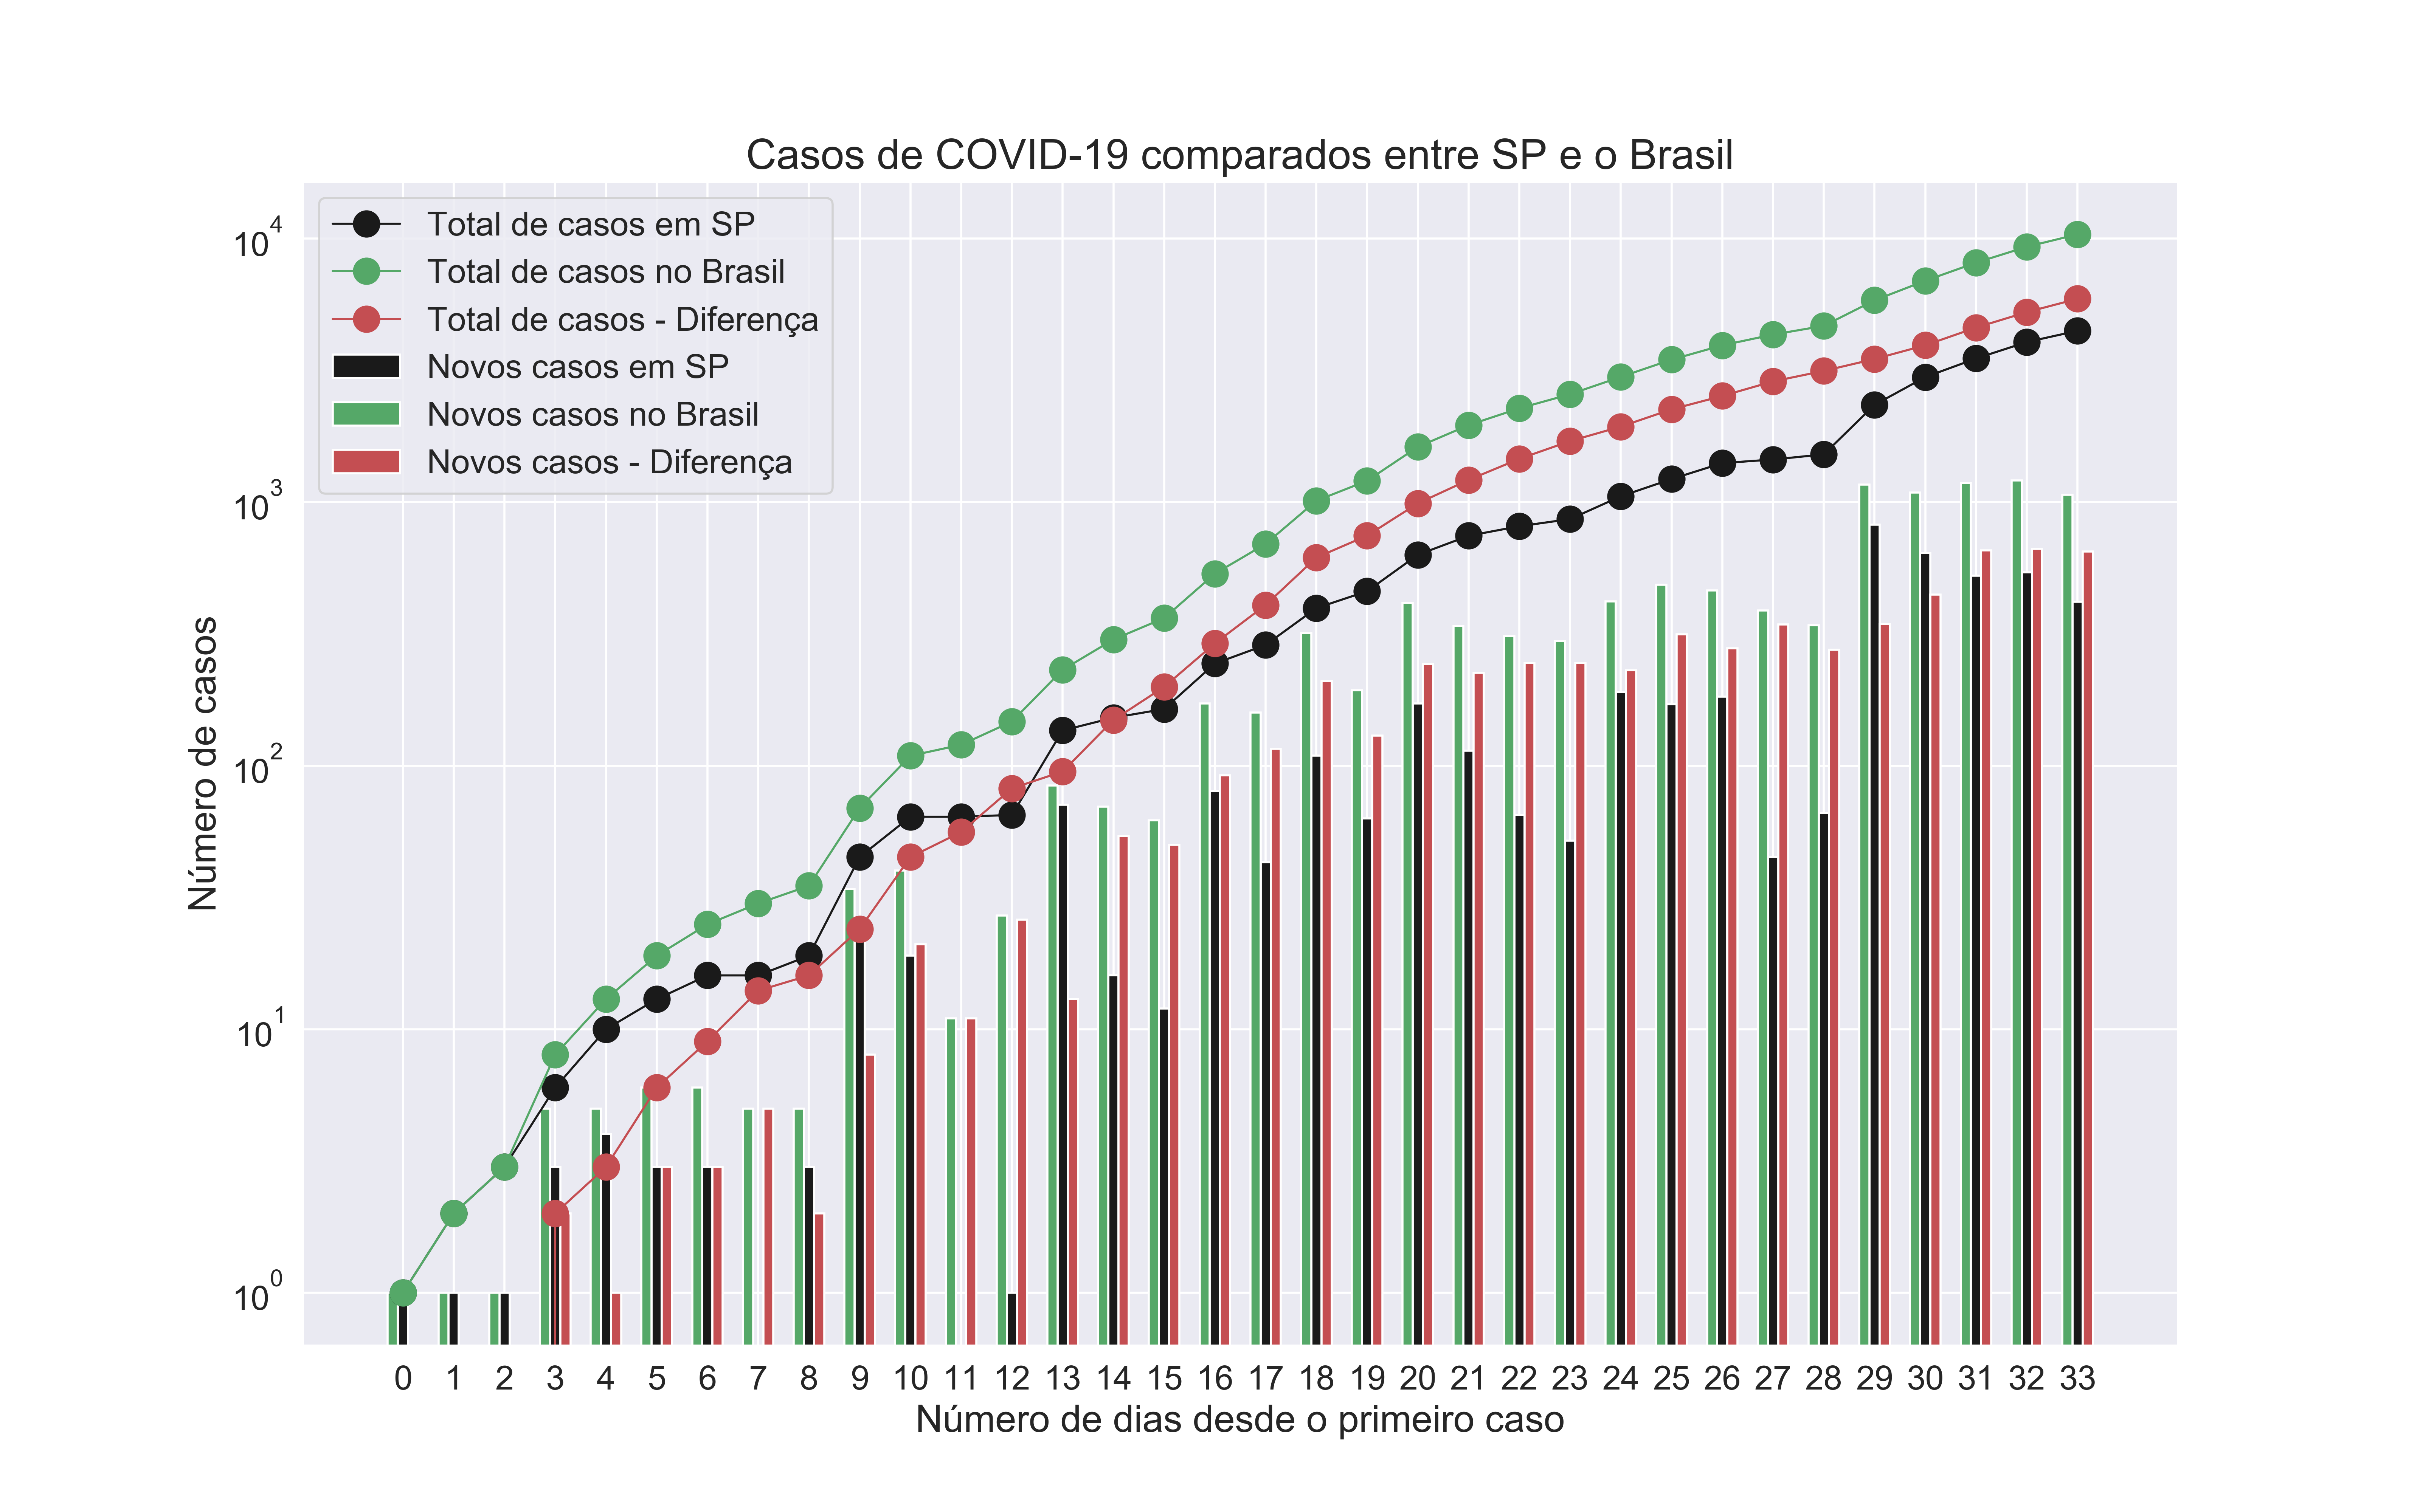 Casos de COVID-19 comparados entre SP e o Brasil
Total de casos em SP
Total de casos no Brasil
Total de casos - Diferença
Novos casos em SP
Novos casos no Brasil
Novos casos - Diferença
10^4
10^3
10^2
10^1
10^0
Número de casos
0 1 2 3 4 5 6 7 8 9 10 11 12 13 14 15 16 17 18 19 20 21 22 23 24 25 26 27 28 29 30 31 32 33
Número de dias desde o primeiro caso